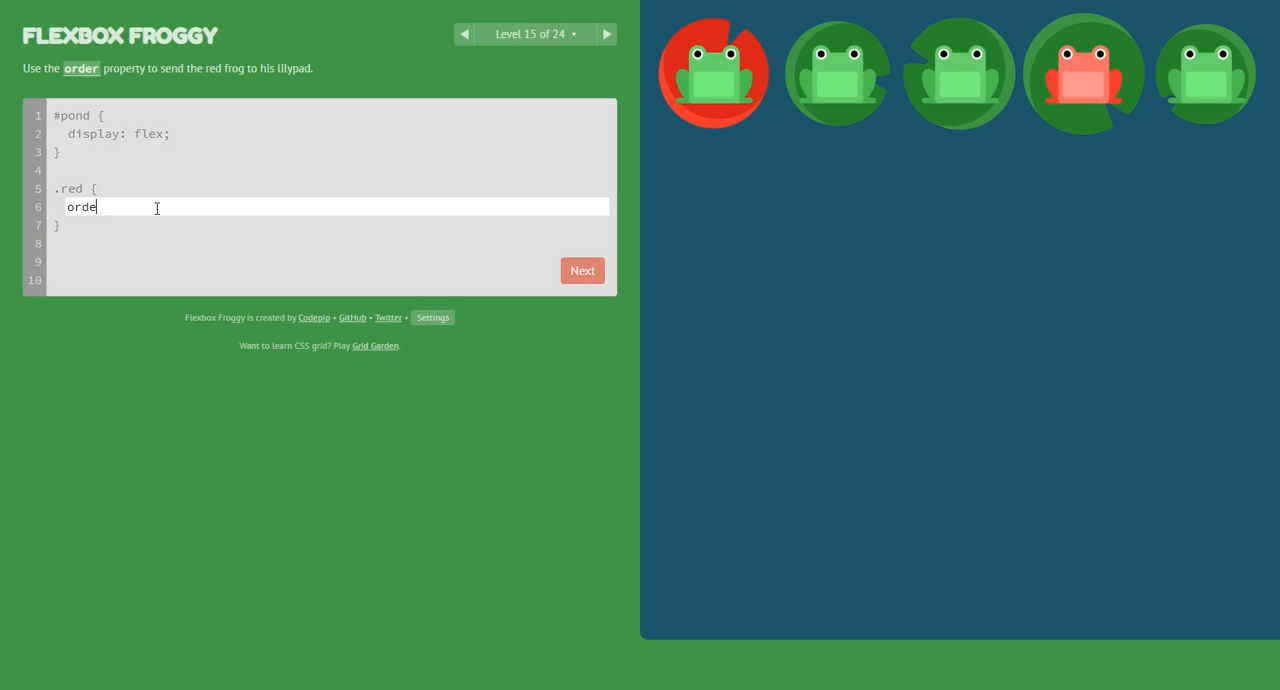 FLEXBOX FROGGY
◀ Level 15 of 24 ▾ ▶
Use the order property to send the red frog to his lilypad.
1 #pond {
2   display: flex;
3 }
4
5 .red {
6   orde
7 }
8
9
10
Next
Flexbox Froggy is created by Codepip • GitHub • Twitter • Settings
Want to learn CSS grid? Play Grid Garden.